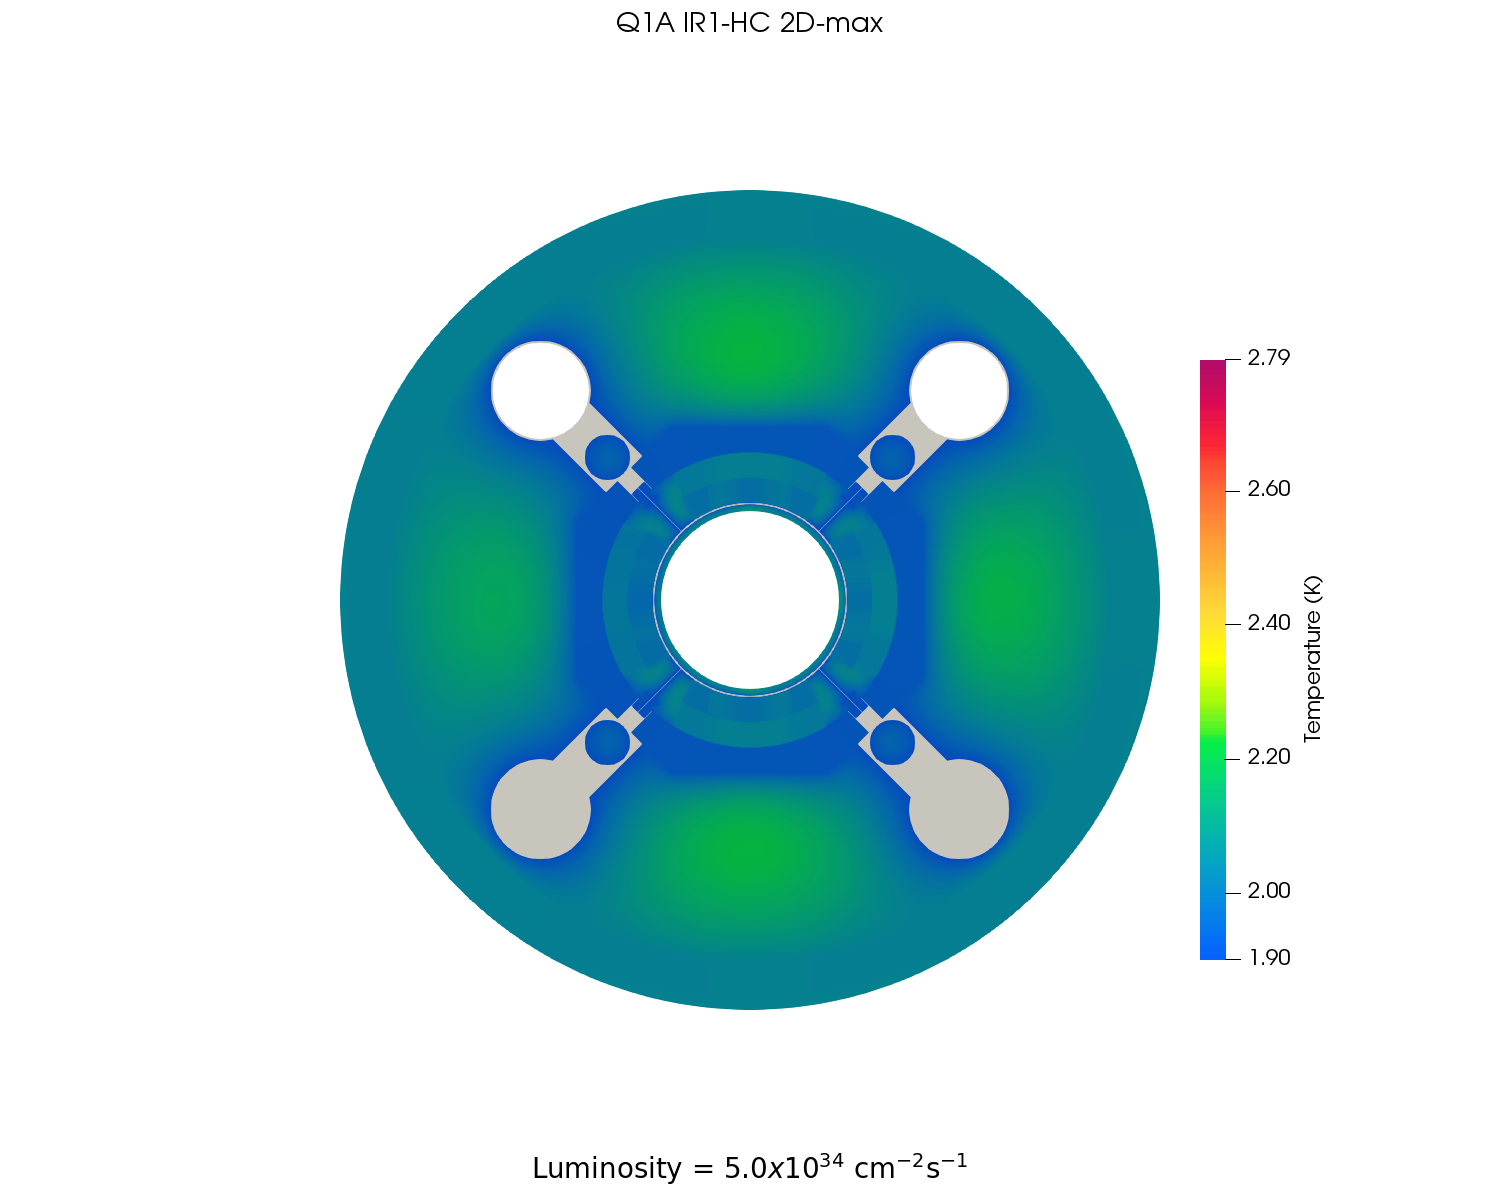 Q1A IR1-HC 2D-max
2.79
2.60
2.40
2.20
2.00
1.90
Temperature (K)
Luminosity = 5.0x10³⁴ cm⁻²s⁻¹